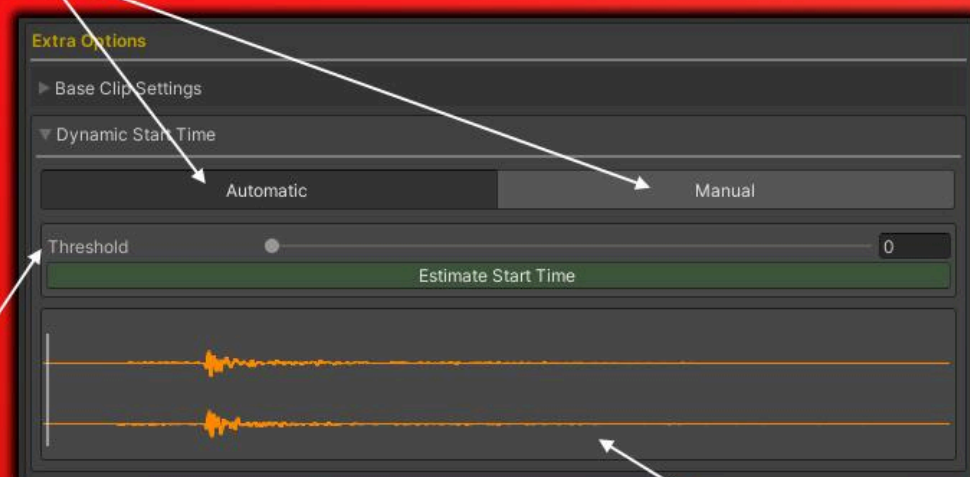 Extra Options
Base Clip Settings
Dynamic Start Time
Automatic Manual
Threshold 0
Estimate Start Time